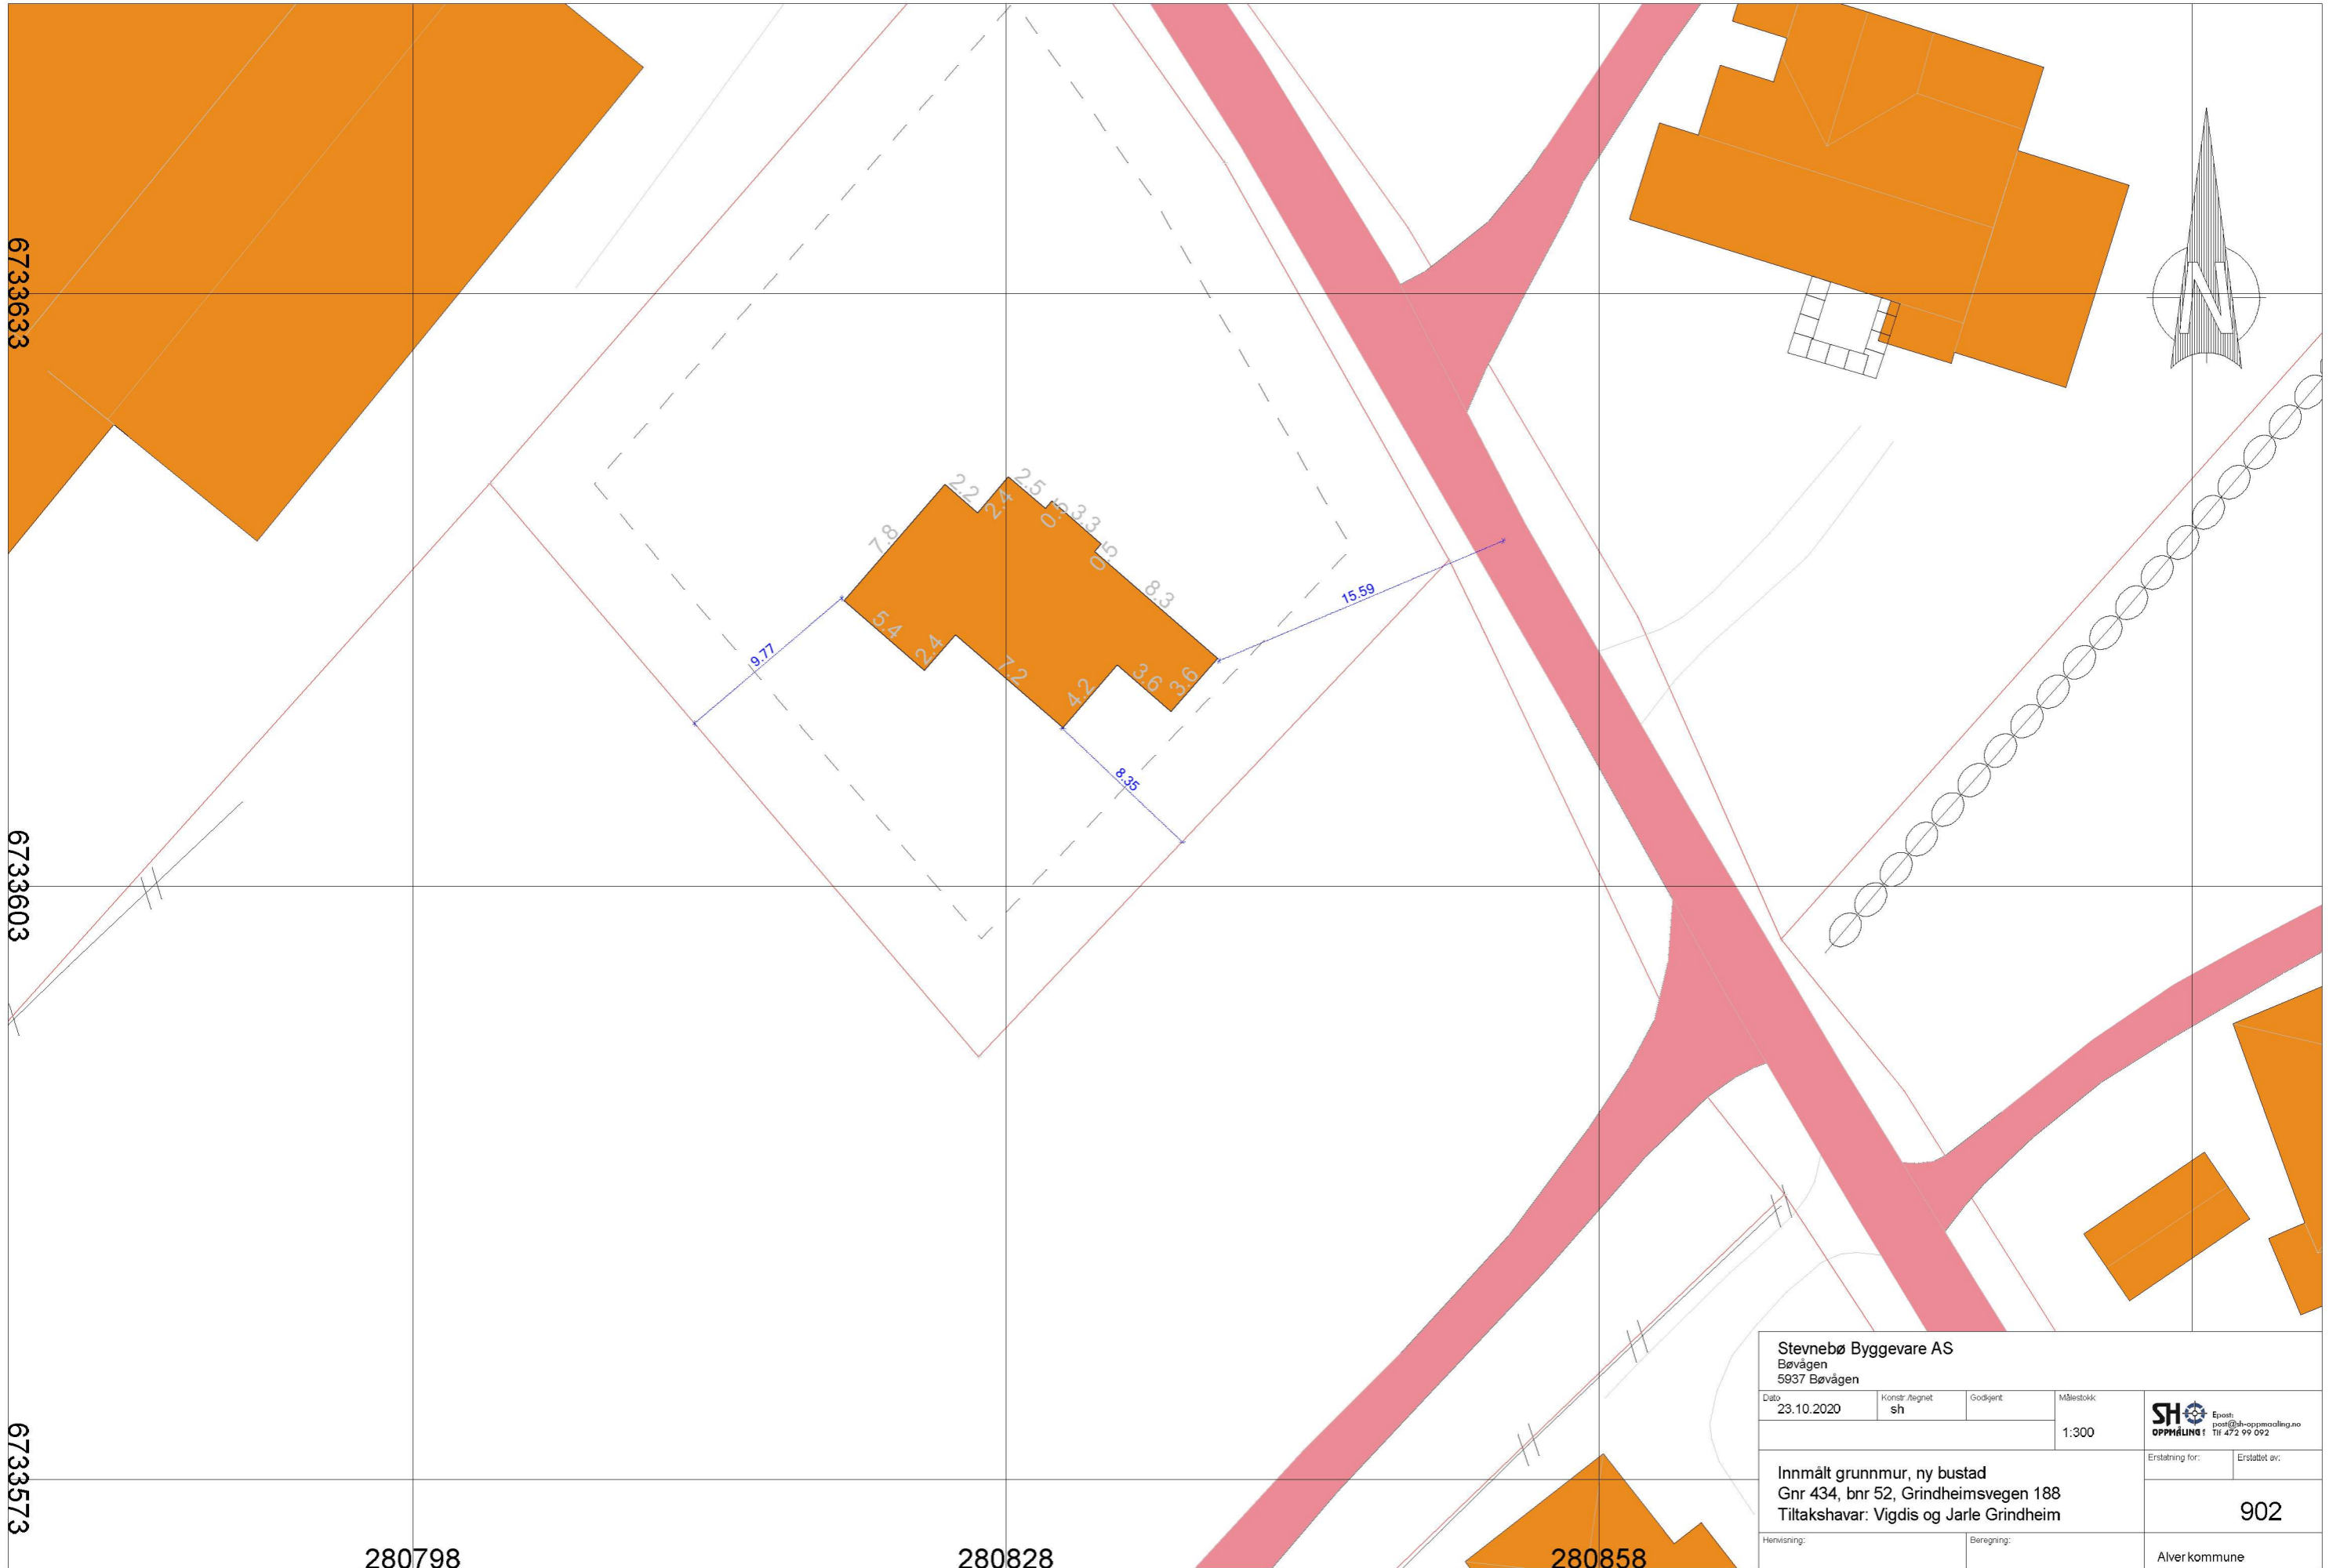 6733633
6733603
6733573
280798
280828
280858
2.2
2.4
2.5
0.5
3.3
0.5
8.3
7.8
5.4
2.4
7.2
4.2
3.6
3.6
9.77
8.35
15.59
N
Stevnebø Byggevare AS
Bøvågen
5937 Bøvågen
Dato
23.10.2020
Konstr./tegnet
sh
Godkjent
Målestokk
1:300
SH
OPPMÅLING
Epost:
post@sh-oppmaaling.no
Tlf 472 99 092
Innmålt grunnmur, ny bustad
Gnr 434, bnr 52, Grindheimsvegen 188
Tiltakshavar: Vigdis og Jarle Grindheim
Erstatning for:
Erstattet av:
902
Henvisning:
Beregning:
Alver kommune